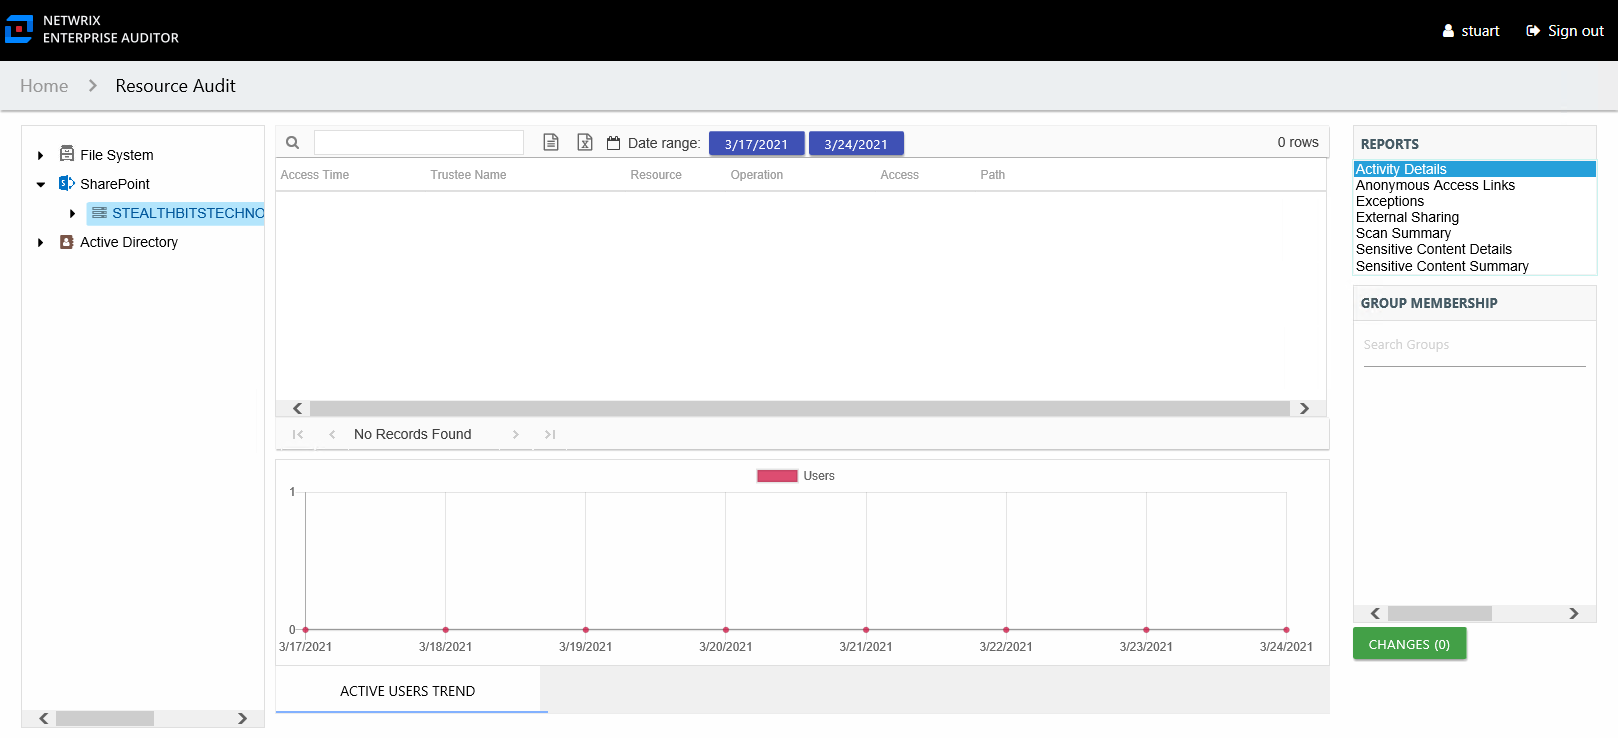 NETWRIX
ENTERPRISE AUDITOR
stuart
Sign out
Home
Resource Audit
File System
SharePoint
STEALTHBITSTECHNO
Active Directory
Date range:
3/17/2021
3/24/2021
0 rows
Access Time
Trustee Name
Resource
Operation
Access
Path
No Records Found
Users
1
0
3/17/2021
3/18/2021
3/19/2021
3/20/2021
3/21/2021
3/22/2021
3/23/2021
3/24/2021
ACTIVE USERS TREND
REPORTS
Activity Details
Anonymous Access Links
Exceptions
External Sharing
Scan Summary
Sensitive Content Details
Sensitive Content Summary
GROUP MEMBERSHIP
Search Groups
CHANGES (0)